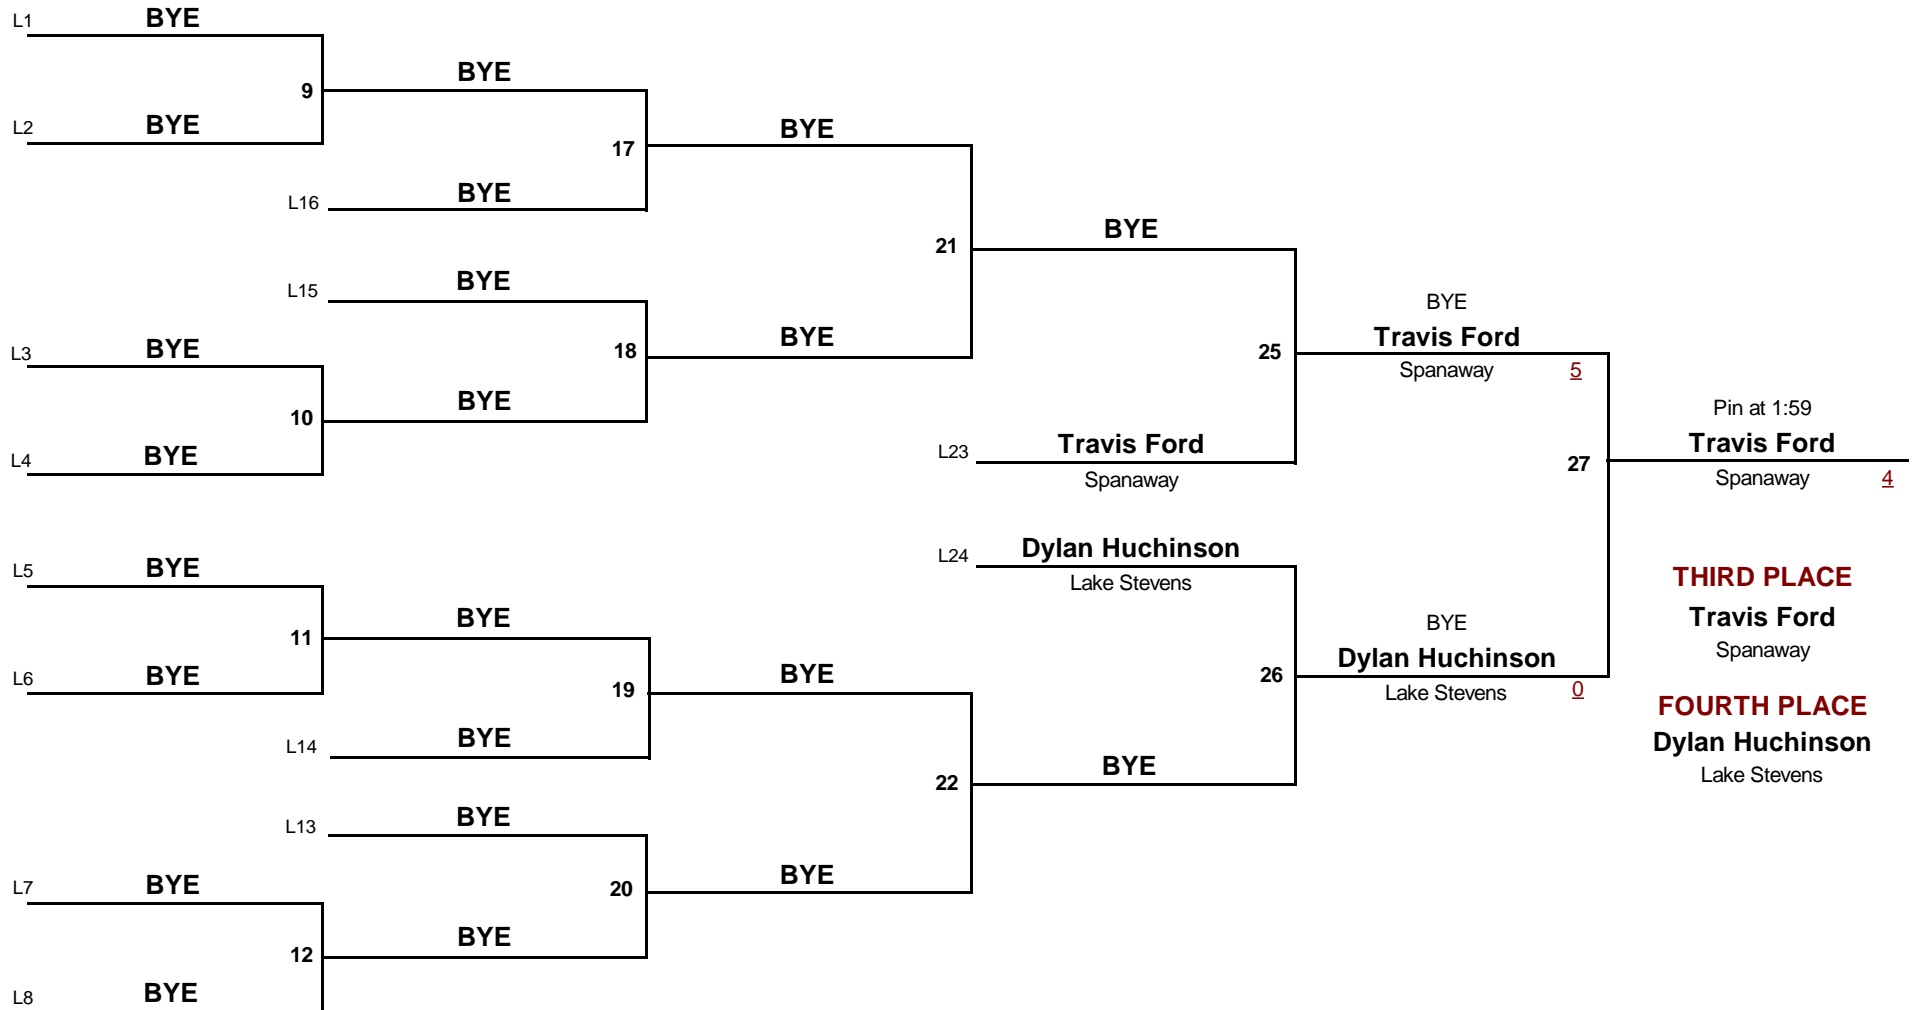 L1
BYE
9
L2
BYE
BYE
17
L16
BYE
BYE
21
L15
BYE
18
BYE
L3
BYE
10
L4
BYE
BYE
BYE
25
L23
Travis Ford
Spanaway
BYE
Travis Ford
Spanaway
5
27
Pin at 1:59
Travis Ford
Spanaway
4
L24
Dylan Huchinson
Lake Stevens
26
BYE
Dylan Huchinson
Lake Stevens
0
L5
BYE
11
L6
BYE
BYE
19
L14
BYE
BYE
22
BYE
L13
BYE
20
BYE
L7
BYE
12
BYE
L8
BYE
THIRD PLACE
Travis Ford
Spanaway
FOURTH PLACE
Dylan Huchinson
Lake Stevens